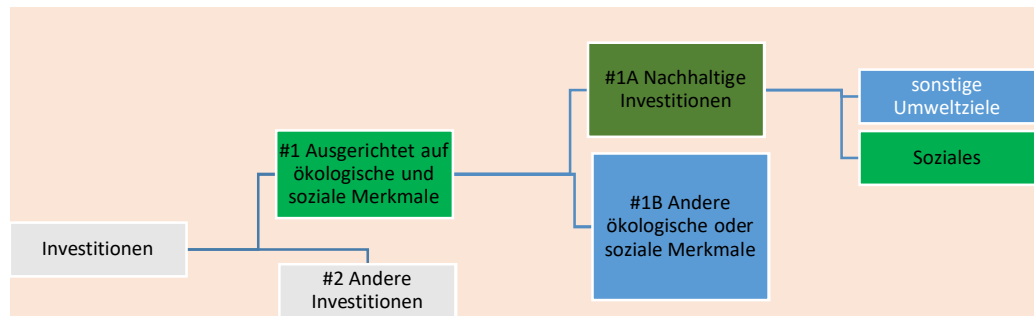 Investitionen
#1 Ausgerichtet auf
ökologische und
soziale Merkmale
#2 Andere
Investitionen
#1A Nachhaltige
Investitionen
#1B Andere
ökologische oder
soziale Merkmale
sonstige
Umweltziele
Soziales